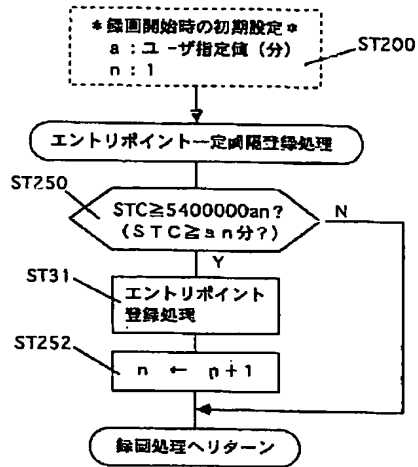 ＊録画開始時の初期設定＊
a：ユーザ指定値（分）
n：1
ST200
エントリポイント一定間隔登録処理
ST250
STC≧5400000an？
（STC≧an分？）
N
Y
ST31
エントリポイント
登録処理
ST252
n ← n+1
録画処理へリターン